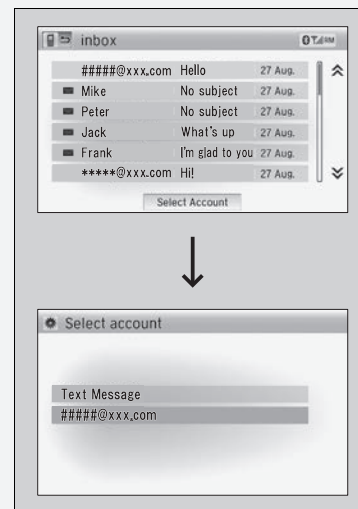 inbox
#####@xxx.com Hello 27 Aug.
Mike No subject 27 Aug.
Peter No subject 27 Aug.
Jack What's up 27 Aug.
Frank I'm glad to you 27 Aug.
*****@xxx.com Hi! 27 Aug.
Select Account
Select account
Text Message
#####@xxx.com